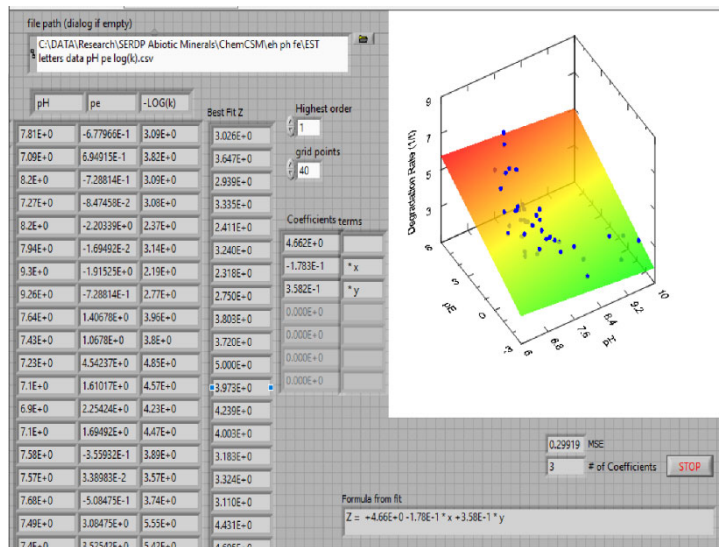 file path (dialog if empty)
C:\DATA\Research\SERDP Abiotic Minerals\ChemCSM\eh ph fe\EST
letters data pH pe log(k).csv
pH pe -LOG(k) Best Fit Z
7.81E+0 -6.77966E-1 3.09E+0 3.026E+0
7.09E+0 6.94915E-1 3.82E+0 3.647E+0
8.2E+0 -7.28814E-1 3.09E+0 2.939E+0
7.27E+0 -8.47458E-2 3.08E+0 3.335E+0
8.2E+0 -2.20339E+0 2.37E+0 2.411E+0
7.94E+0 -1.69492E-2 3.14E+0 3.240E+0
9.3E+0 -1.91525E+0 2.19E+0 2.318E+0
9.26E+0 -7.28814E-1 2.77E+0 2.750E+0
7.64E+0 1.40678E+0 3.96E+0 3.803E+0
7.43E+0 1.0678E+0 3.8E+0 3.720E+0
7.23E+0 4.54237E+0 4.85E+0 5.000E+0
7.1E+0 1.61017E+0 4.57E+0 3.973E+0
6.9E+0 2.25424E+0 4.23E+0 4.239E+0
7.1E+0 1.69492E+0 4.47E+0 4.003E+0
7.58E+0 -3.55932E-1 3.89E+0 3.183E+0
7.57E+0 3.38983E-2 3.57E+0 3.324E+0
7.68E+0 -5.08475E-1 3.74E+0 3.110E+0
7.49E+0 3.08475E+0 5.55E+0 4.431E+0
Highest order
1
grid points
40
Coefficients terms
4.662E+0
-1.783E-1 * x
3.582E-1 * y
0.000E+0
0.000E+0
0.000E+0
0.000E+0
Degradation Rate (1/t)
9
7
5
3
pE
0
pH
6
6.8
7.6
8.4
9.2
10
0.29919 MSE
3 # of Coefficients STOP
Formula from fit
Z = +4.66E+0 -1.78E-1 * x +3.58E-1 * y